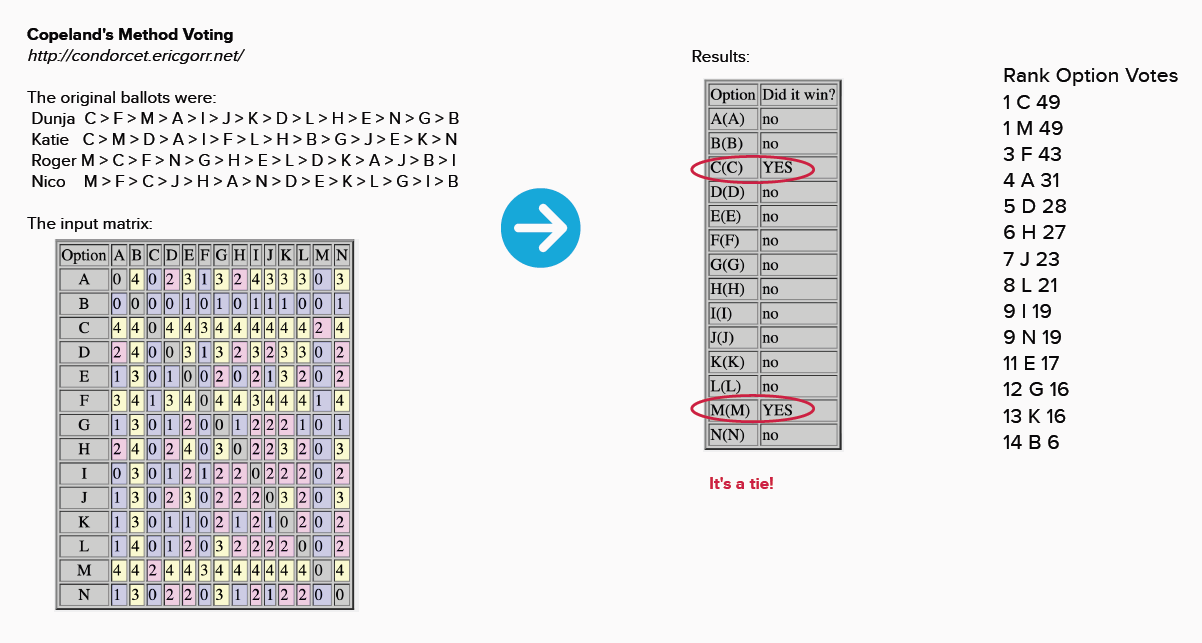 Copeland's Method Voting
http://condorcet.ericgorr.net/
The original ballots were:
Dunja C > F > M > A > I > J > K > D > L > H > E > N > G > B
Katie C > M > D > A > I > F > L > H > B > G > J > E > K > N
Roger M > C > F > N > G > H > E > L > D > K > A > J > B > I
Nico M > F > C > J > H > A > N > D > E > K > L > G > I > B
The input matrix:
Option A B C D E F G H I J K L M N
A 0 4 0 2 3 1 3 2 4 3 3 3 0 3
B 0 0 0 0 1 0 1 0 1 1 1 0 0 1
C 4 4 0 4 4 3 4 4 4 4 4 4 2 4
D 2 4 0 0 3 1 3 2 3 2 3 3 0 2
E 1 3 0 1 0 0 2 0 2 1 3 2 0 2
F 3 4 1 3 4 0 4 4 3 4 4 4 1 4
G 1 3 0 1 2 0 0 1 2 2 2 1 0 1
H 2 4 0 2 4 0 3 0 2 2 3 2 0 3
I 0 3 0 1 2 1 2 2 0 2 2 2 0 2
J 1 3 0 2 3 0 2 2 2 0 3 2 0 3
K 1 3 0 1 1 0 2 1 2 1 0 2 0 2
L 1 4 0 1 2 0 3 2 2 2 2 0 0 2
M 4 4 2 4 4 3 4 4 4 4 4 4 0 4
N 1 3 0 2 2 0 3 1 2 1 2 2 0 0
Results:
Option Did it win?
A(A) no
B(B) no
C(C) YES
D(D) no
E(E) no
F(F) no
G(G) no
H(H) no
I(I) no
J(J) no
K(K) no
L(L) no
M(M) YES
N(N) no
It's a tie!
Rank Option Votes
1 C 49
1 M 49
3 F 43
4 A 31
5 D 28
6 H 27
7 J 23
8 L 21
9 I 19
9 N 19
11 E 17
12 G 16
13 K 16
14 B 6